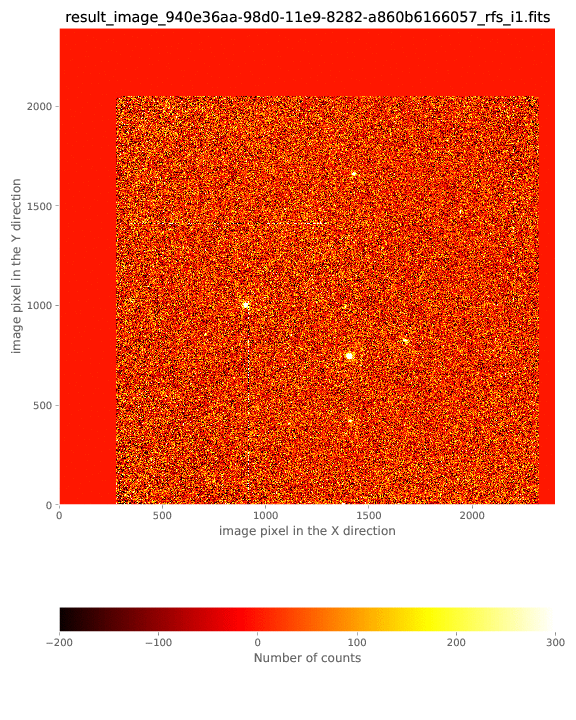 result_image_940e36aa-98d0-11e9-8282-a860b6166057_rfs_i1.fits
2000
1500
1000
500
0
image pixel in the Y direction
0 500 1000 1500 2000
image pixel in the X direction
−200 −100 0 100 200 300
Number of counts